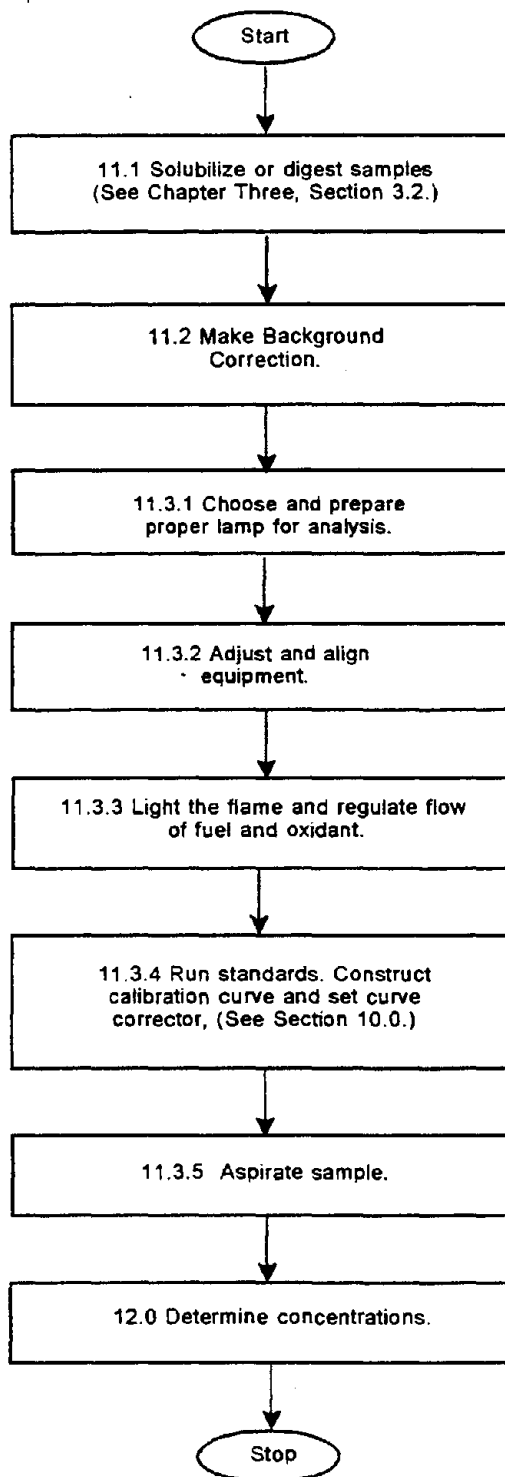 Start
11.1 Solubilize or digest samples
(See Chapter Three, Section 3.2.)
11.2 Make Background
Correction.
11.3.1 Choose and prepare
proper lamp for analysis.
11.3.2 Adjust and align
equipment.
11.3.3 Light the flame and regulate flow
of fuel and oxidant.
11.3.4 Run standards. Construct
calibration curve and set curve
corrector, (See Section 10.0.)
11.3.5 Aspirate sample.
12.0 Determine concentrations.
Stop